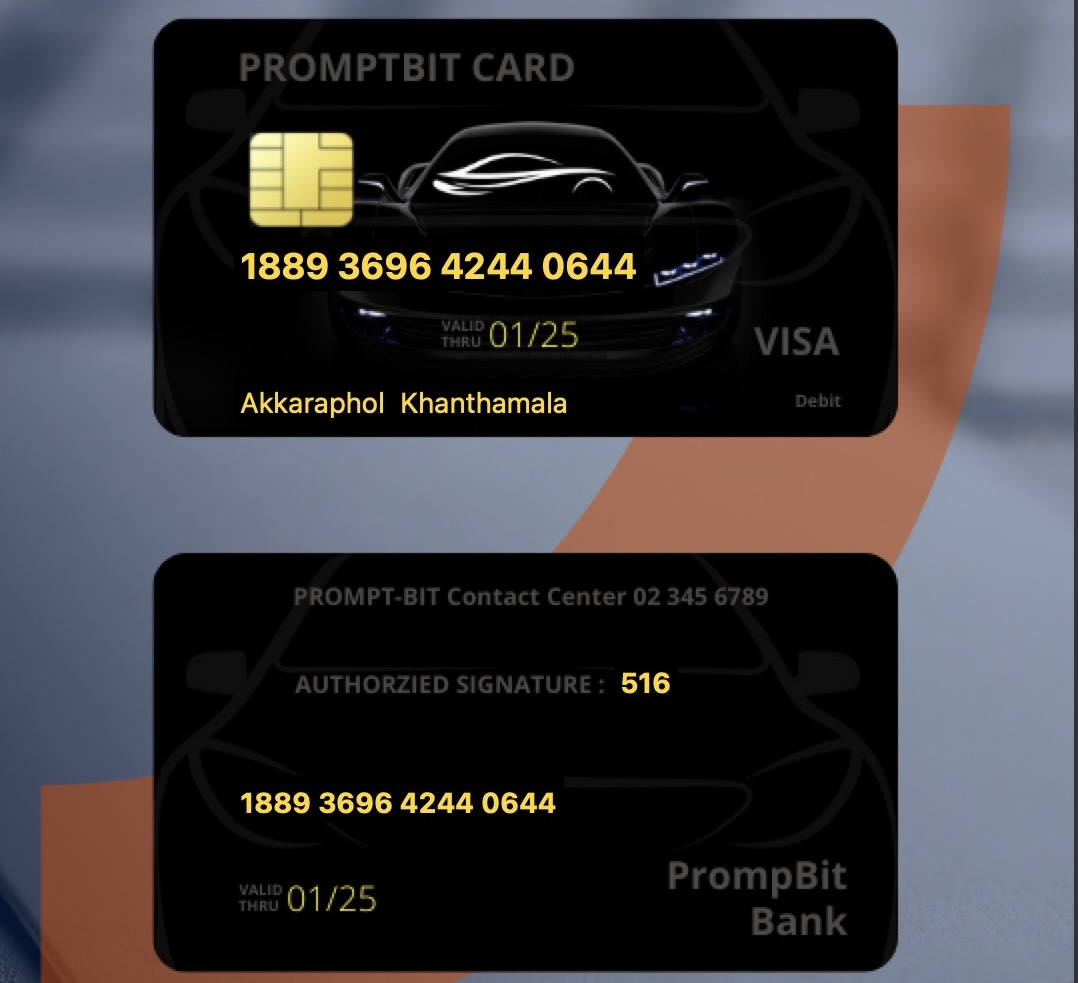 PROMPTBIT CARD
1889 3696 4244 0644
VALID THRU 01/25
VISA
Akkaraphol Khanthamala
Debit
PROMPT-BIT Contact Center 02 345 6789
AUTHORZIED SIGNATURE : 516
1889 3696 4244 0644
VALID THRU 01/25
PrompBit
Bank